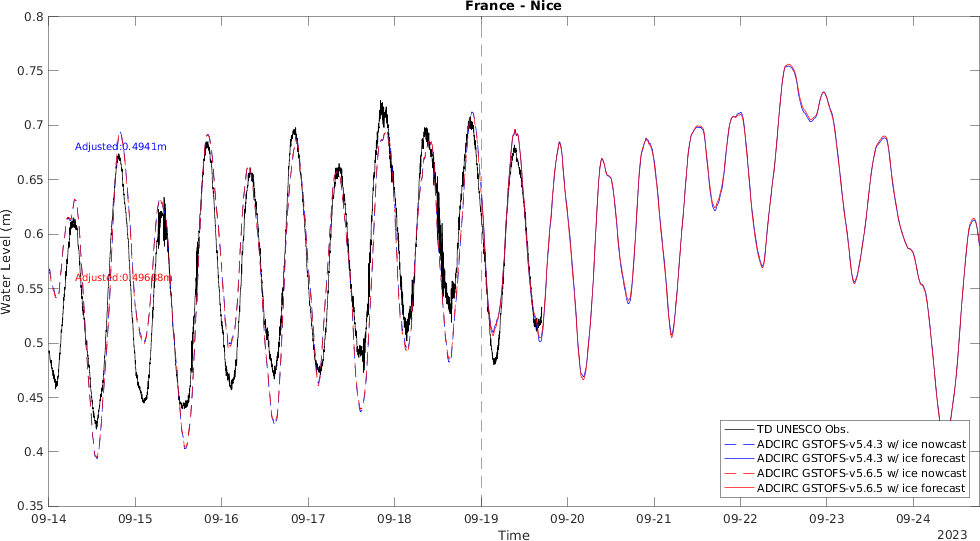 France - Nice
0.8
0.75
0.7
0.65
0.6
0.55
0.5
0.45
0.4
0.35
Water Level (m)
Adjusted:0.4941m
Adjusted:0.49688m
TD UNESCO Obs.
ADCIRC GSTOFS-v5.4.3 w/ ice nowcast
ADCIRC GSTOFS-v5.4.3 w/ ice forecast
ADCIRC GSTOFS-v5.6.5 w/ ice nowcast
ADCIRC GSTOFS-v5.6.5 w/ ice forecast
09-14 09-15 09-16 09-17 09-18 09-19 09-20 09-21 09-22 09-23 09-24
Time
2023